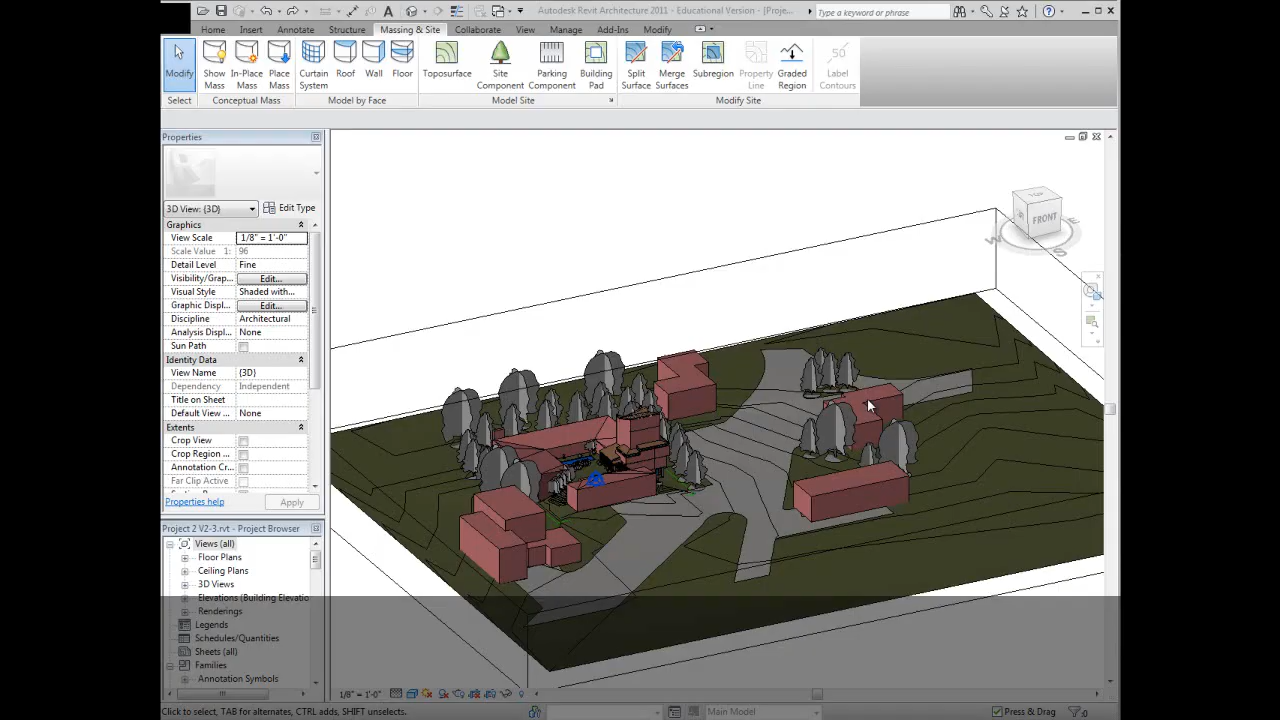 Autodesk Revit Architecture 2011 - Educational Version - [Proje...
Type a keyword or phrase
Home Insert Annotate Structure Massing & Site Collaborate View Manage Add-Ins Modify
Modify
Show Mass
In-Place Mass
Place Mass
Curtain System
Roof
Wall
Floor
Toposurface
Site Component
Parking Component
Building Pad
Split Surface
Merge Surfaces
Subregion
Property Line
Graded Region
50
Label Contours
Select Conceptual Mass Model by Face Model Site Modify Site
Properties
3D View: {3D} Edit Type
Graphics
View Scale 1/8" = 1'-0"
Scale Value 1: 96
Detail Level Fine
Visibility/Grap... Edit...
Visual Style Shaded with...
Graphic Displ... Edit...
Discipline Architectural
Analysis Displ... None
Sun Path
Identity Data
View Name {3D}
Dependency Independent
Title on Sheet
Default View ... None
Extents
Crop View
Crop Region ...
Annotation Cr...
Far Clip Active
Properties help Apply
Project 2 V2-3.rvt - Project Browser
Views (all)
Floor Plans
Ceiling Plans
3D Views
Elevations (Building Elevatio
Renderings
Legends
Schedules/Quantities
Sheets (all)
Families
Annotation Symbols
TOP
FRONT
W
S
E
1/8" = 1'-0"
Click to select, TAB for alternates, CTRL adds, SHIFT unselects.
Main Model
Press & Drag
:0